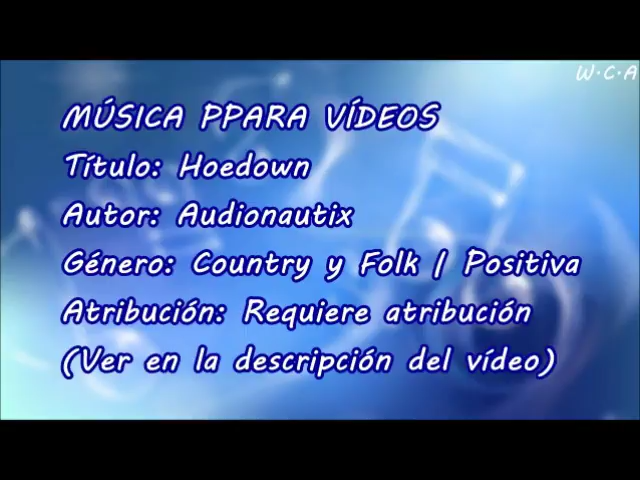 W·C·A
MÚSICA PPARA VÍDEOS
Título: Hoedown
Autor: Audionautix
Género: Country y Folk / Positiva
Atribución: Requiere atribución
(Ver en la descripción del vídeo)